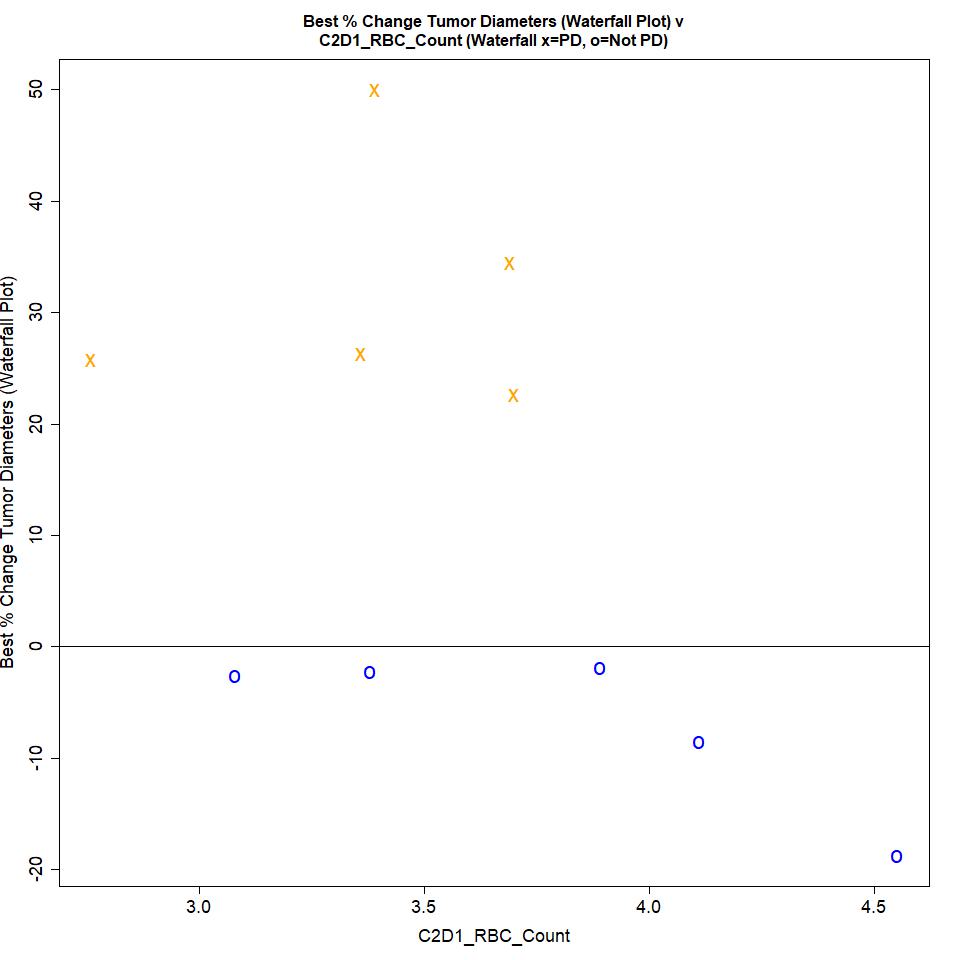 Best % Change Tumor Diameters (Waterfall Plot) v
C2D1_RBC_Count (Waterfall x=PD, o=Not PD)
Best % Change Tumor Diameters (Waterfall Plot)
50
40
30
20
10
0
-10
-20
X
X
X
X
X
O
O
O
O
O
3.0 3.5 4.0 4.5
C2D1_RBC_Count